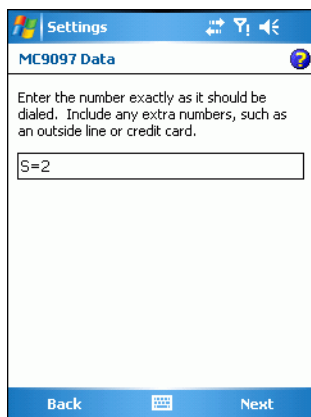 Settings
MC9097 Data
Enter the number exactly as it should be
dialed. Include any extra numbers, such as
an outside line or credit card.
S=2
Back
Next